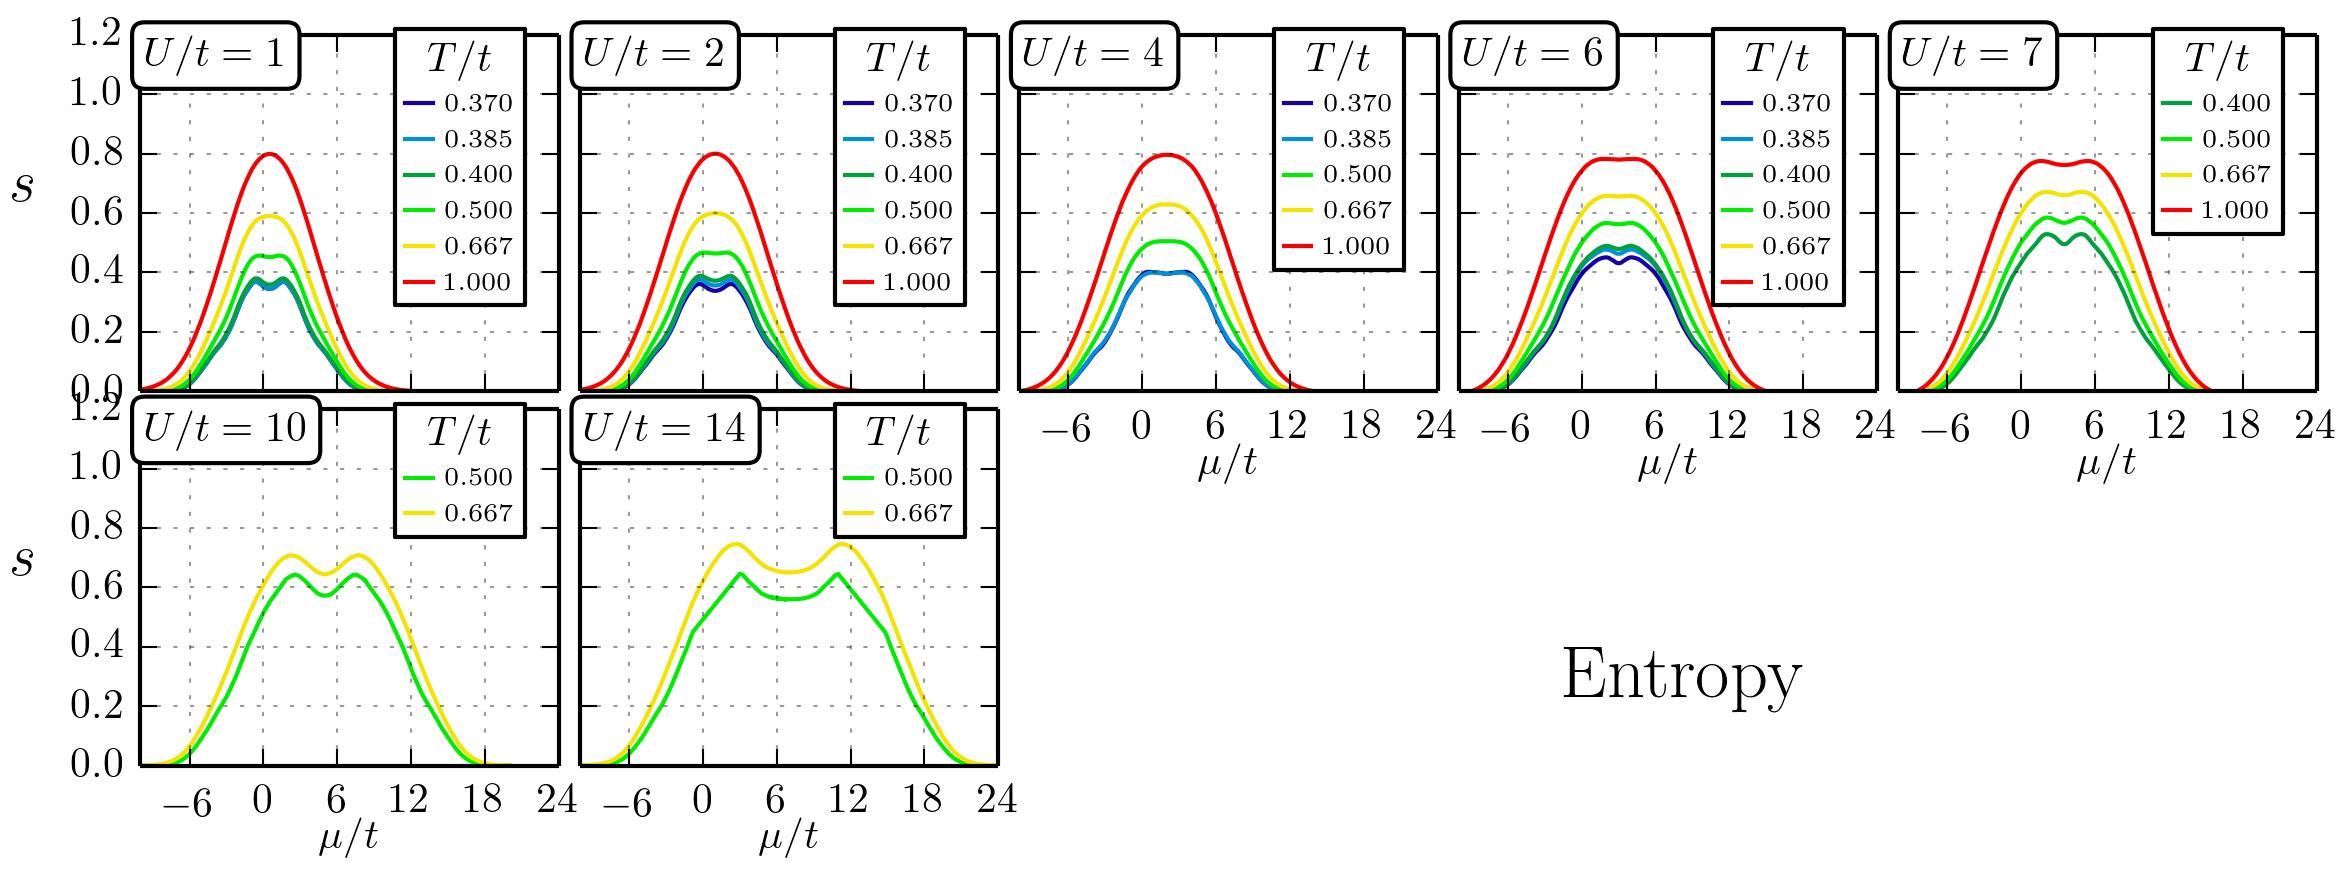 U/t = 1
T/t
0.370
0.385
0.400
0.500
0.667
1.000
U/t = 2
T/t
0.370
0.385
0.400
0.500
0.667
1.000
U/t = 4
T/t
0.370
0.385
0.500
0.667
1.000
U/t = 6
T/t
0.370
0.385
0.400
0.500
0.667
1.000
U/t = 7
T/t
0.400
0.500
0.667
1.000
s
1.2
1.0
0.8
0.6
0.4
0.2
0.0
−6 0 6 12 18 24
μ/t
−6 0 6 12 18 24
μ/t
−6 0 6 12 18 24
μ/t
U/t = 10
T/t
0.500
0.667
U/t = 14
T/t
0.500
0.667
s
1.2
1.0
0.8
0.6
0.4
0.2
0.0
−6 0 6 12 18 24
μ/t
−6 0 6 12 18 24
μ/t
Entropy